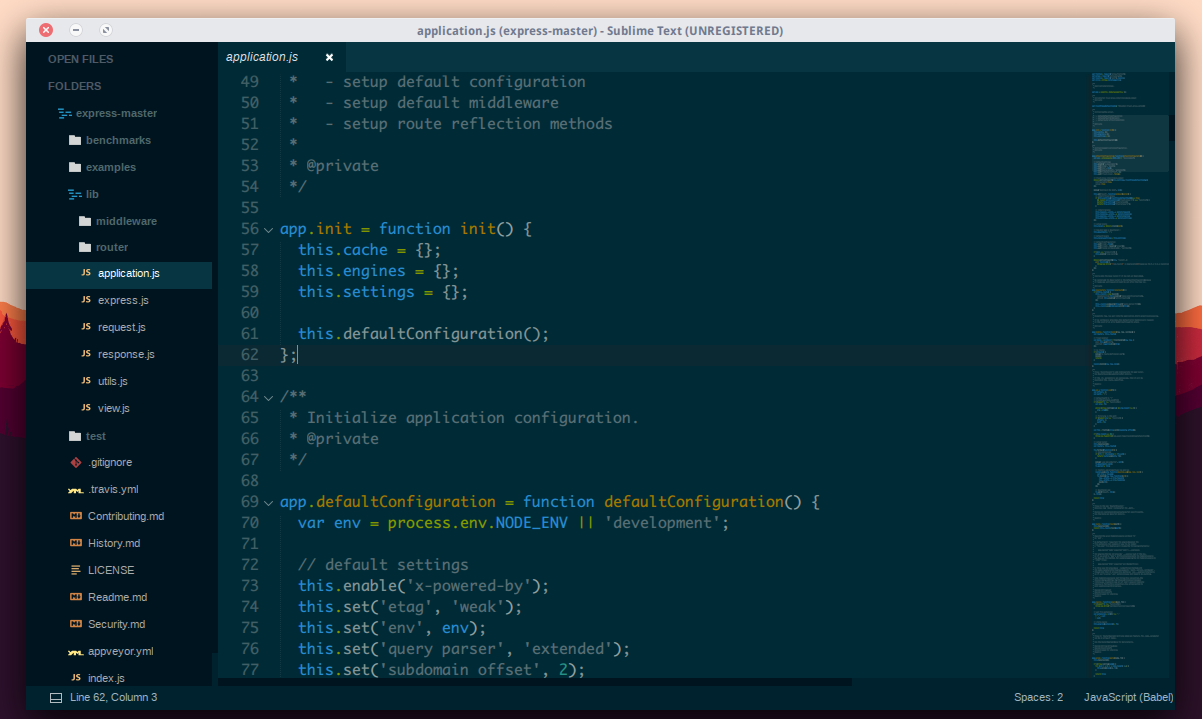 application.js (express-master) - Sublime Text (UNREGISTERED)
OPEN FILES
FOLDERS
express-master
benchmarks
examples
lib
middleware
router
JS application.js
JS express.js
JS request.js
JS response.js
JS utils.js
JS view.js
test
.gitignore
.travis.yml
Contributing.md
History.md
LICENSE
Readme.md
Security.md
appveyor.yml
JS index.js
application.js
49 *   - setup default configuration
50 *   - setup default middleware
51 *   - setup route reflection methods
52 *
53 * @private
54 */
55
56 app.init = function init() {
57   this.cache = {};
58   this.engines = {};
59   this.settings = {};
60
61   this.defaultConfiguration();
62 };
63
64 /**
65 * Initialize application configuration.
66 * @private
67 */
68
69 app.defaultConfiguration = function defaultConfiguration() {
70   var env = process.env.NODE_ENV || 'development';
71
72   // default settings
73   this.enable('x-powered-by');
74   this.set('etag', 'weak');
75   this.set('env', env);
76   this.set('query parser', 'extended');
77   this.set('subdomain offset', 2);
Line 62, Column 3
Spaces: 2
JavaScript (Babel)